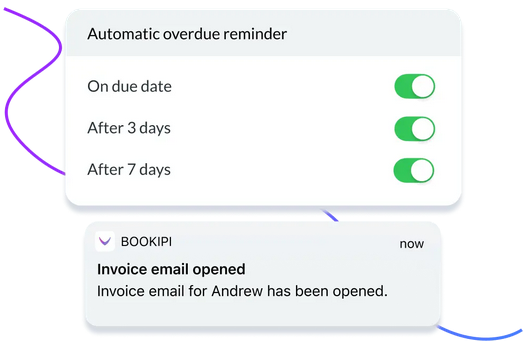 Automatic overdue reminder
On due date
After 3 days
After 7 days
BOOKIPI now
Invoice email opened
Invoice email for Andrew has been opened.